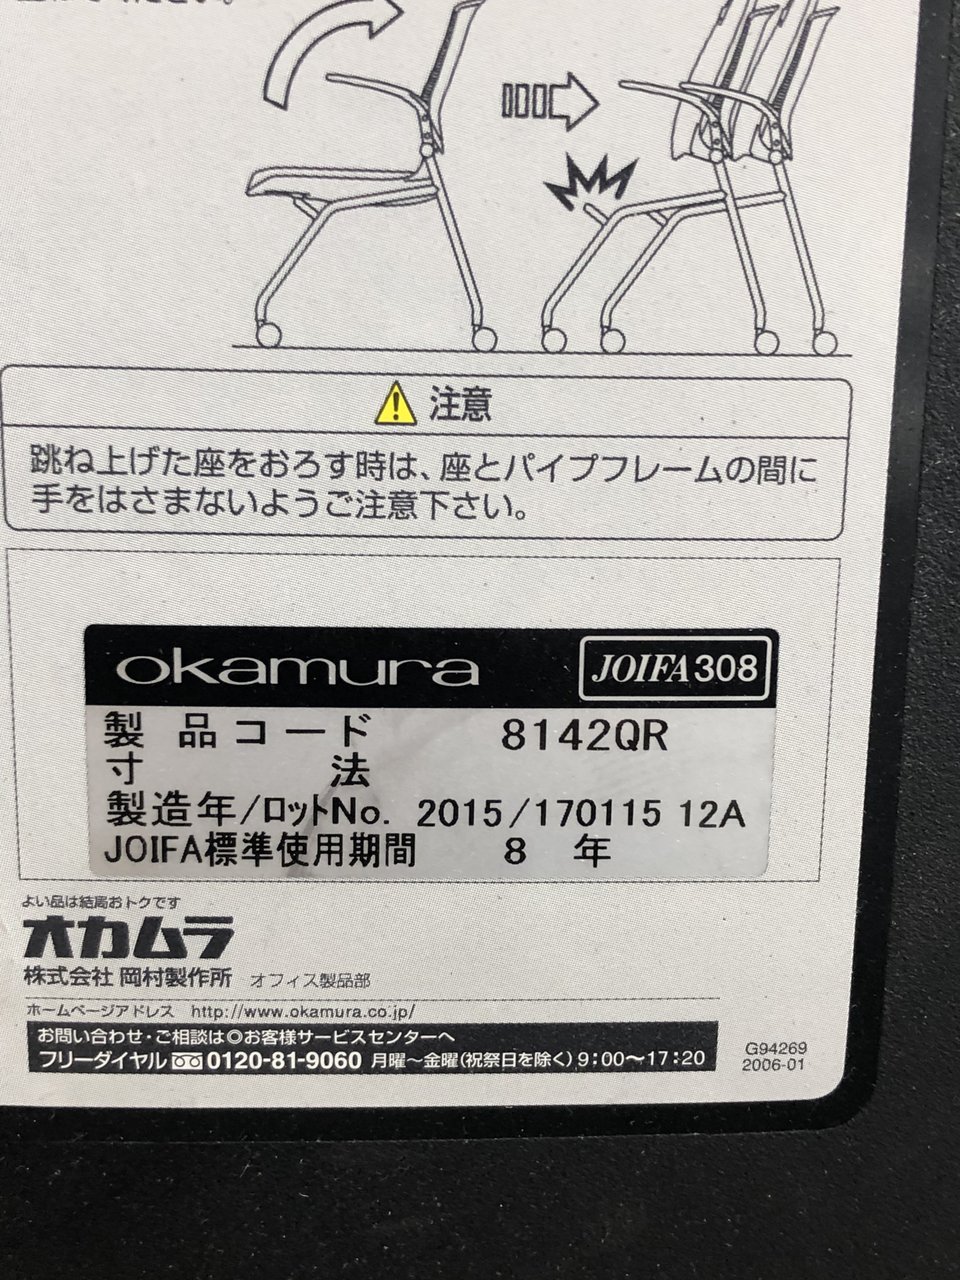 注意
跳ね上げた座をおろす時は、座とパイプフレームの間に
手をはさまないようご注意下さい。
okamura JOIFA308
製品コード 8142QR
寸法
製造年/ロットNo. 2015/170115 12A
JOIFA標準使用期間 8 年
よい品は結局おトクです
オカムラ
株式会社 岡村製作所 オフィス製品部
ホームページアドレス http://www.okamura.co.jp/
お問い合わせ・ご相談は◎お客様サービスセンターへ
フリーダイヤル 0120-81-9060 月曜〜金曜(祝祭日を除く)9:00〜17:20
G94269
2006-01